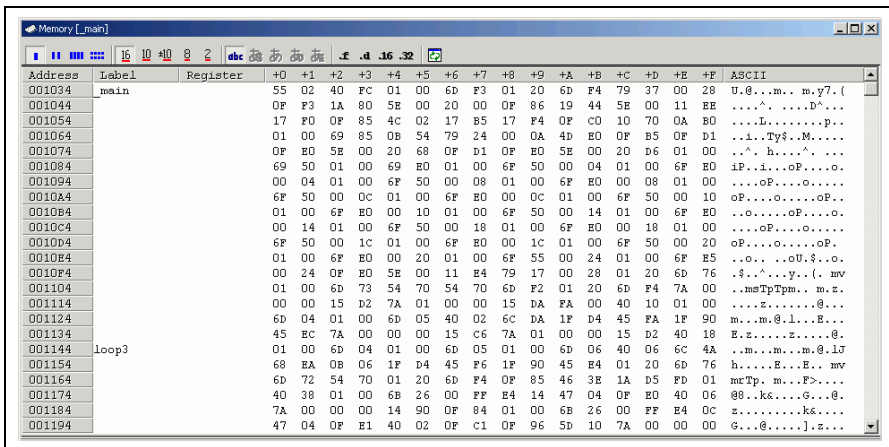 Memory [_main]
16 10 ±10 8 2 abc .f .d .16 .32
Address Label Register +0 +1 +2 +3 +4 +5 +6 +7 +8 +9 +A +B +C +D +E +F ASCII
001034 _main 55 02 40 FC 01 00 6D F3 01 20 6D F4 79 37 00 28 U.@...m.. m.y7.(
001044 0F F3 1A 80 5E 00 20 00 0F 86 19 44 5E 00 11 EE ....^. ....D^...
001054 17 F0 0F 85 4C 02 17 B5 17 F4 0F C0 10 70 0A B0 ....L........p..
001064 01 00 69 85 0B 54 79 24 00 0A 4D E0 0F B5 0F D1 ..i..Ty$..M.....
001074 0F E0 5E 00 20 68 0F D1 0F E0 5E 00 20 D6 01 00 ..^. h....^. ...
001084 69 50 01 00 69 E0 01 00 6F 50 00 04 01 00 6F E0 iP..i...oP....o.
001094 00 04 01 00 6F 50 00 08 01 00 6F E0 00 08 01 00 ....oP....o.....
0010A4 6F 50 00 0C 01 00 6F E0 00 0C 01 00 6F 50 00 10 oP....o.....oP..
0010B4 01 00 6F E0 00 10 01 00 6F 50 00 14 01 00 6F E0 ..o.....oP....o.
0010C4 00 14 01 00 6F 50 00 18 01 00 6F E0 00 18 01 00 ....oP....o.....
0010D4 6F 50 00 1C 01 00 6F E0 00 1C 01 00 6F 50 00 20 oP....o.....oP.
0010E4 01 00 6F E0 00 20 01 00 6F 55 00 24 01 00 6F E5 ..o.. ..oU.$..o.
0010F4 00 24 0F E0 5E 00 11 E4 79 17 00 28 01 20 6D 76 .$..^...y..(. mv
001104 01 00 6D 73 54 70 54 70 6D F2 01 20 6D F4 7A 00 ..msTpTpm.. m.z.
001114 00 00 15 D2 7A 01 00 00 15 DA FA 00 40 10 01 00 ....z.......@...
001124 6D 04 01 00 6D 05 40 02 6C DA 1F D4 45 FA 1F 90 m...m.@.l...E...
001134 45 EC 7A 00 00 00 15 C6 7A 01 00 00 15 D2 40 18 E.z.....z.....@.
001144 loop3 01 00 6D 04 01 00 6D 05 01 00 6D 06 40 06 6C 4A ..m...m...m.@.lJ
001154 68 EA 0B 06 1F D4 45 F6 1F 90 45 E4 01 20 6D 76 h.....E...E.. mv
001164 6D 72 54 70 01 20 6D F4 0F 85 46 3E 1A D5 FD 01 mrTp. m...F>....
001174 40 38 01 00 6B 26 00 FF E4 14 47 04 0F E0 40 06 @8..k&....G...@.
001184 7A 00 00 00 14 90 0F 84 01 00 6B 26 00 FF E4 0C z.........k&....
001194 47 04 0F E1 40 02 0F C1 0F 96 5D 10 7A 00 00 00 G...@.....].z...